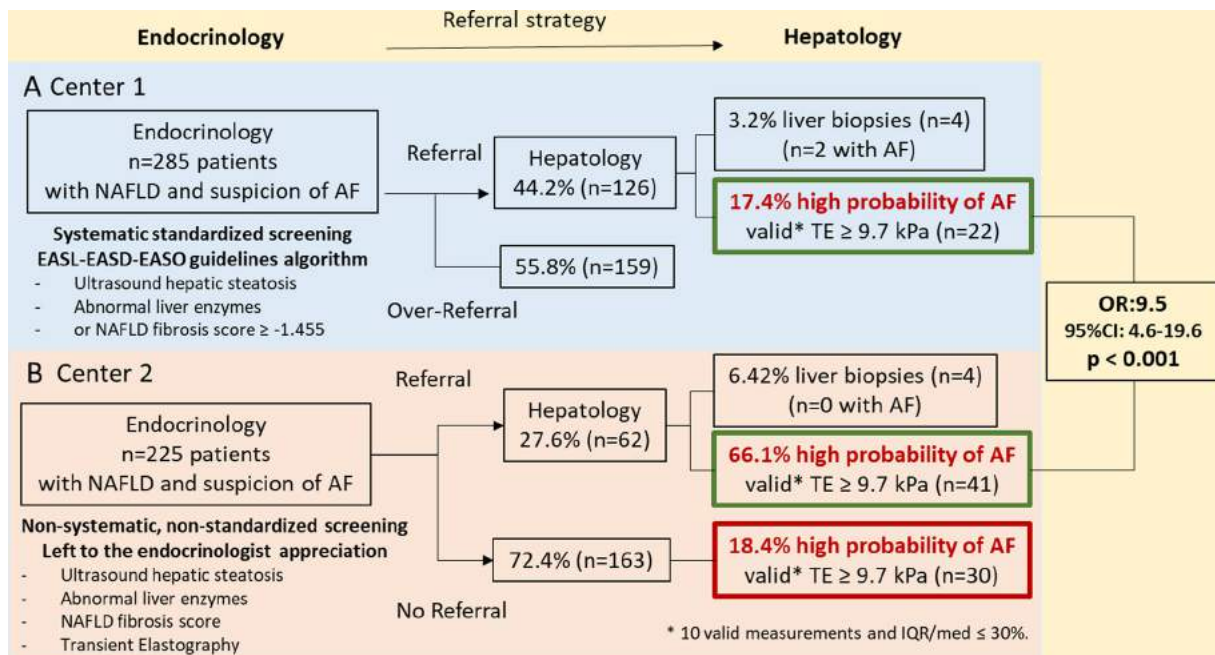 Referral strategy
Endocrinology
Hepatology
A Center 1
Endocrinology
n=285 patients
with NAFLD and suspicion of AF
Systematic standardized screening
EASL-EASD-EASO guidelines algorithm
- Ultrasound hepatic steatosis
- Abnormal liver enzymes
- or NAFLD fibrosis score ≥ -1.455
Referral
Hepatology
44.2% (n=126)
55.8% (n=159)
Over-Referral
3.2% liver biopsies (n=4)
(n=2 with AF)
17.4% high probability of AF
valid* TE ≥ 9.7 kPa (n=22)
OR:9.5
95%CI: 4.6-19.6
p < 0.001
B Center 2
Endocrinology
n=225 patients
with NAFLD and suspicion of AF
Non-systematic, non-standardized screening
Left to the endocrinologist appreciation
- Ultrasound hepatic steatosis
- Abnormal liver enzymes
- NAFLD fibrosis score
- Transient Elastography
Referral
Hepatology
27.6% (n=62)
72.4% (n=163)
No Referral
6.42% liver biopsies (n=4)
(n=0 with AF)
66.1% high probability of AF
valid* TE ≥ 9.7 kPa (n=41)
18.4% high probability of AF
valid* TE ≥ 9.7 kPa (n=30)
* 10 valid measurements and IQR/med ≤ 30%.